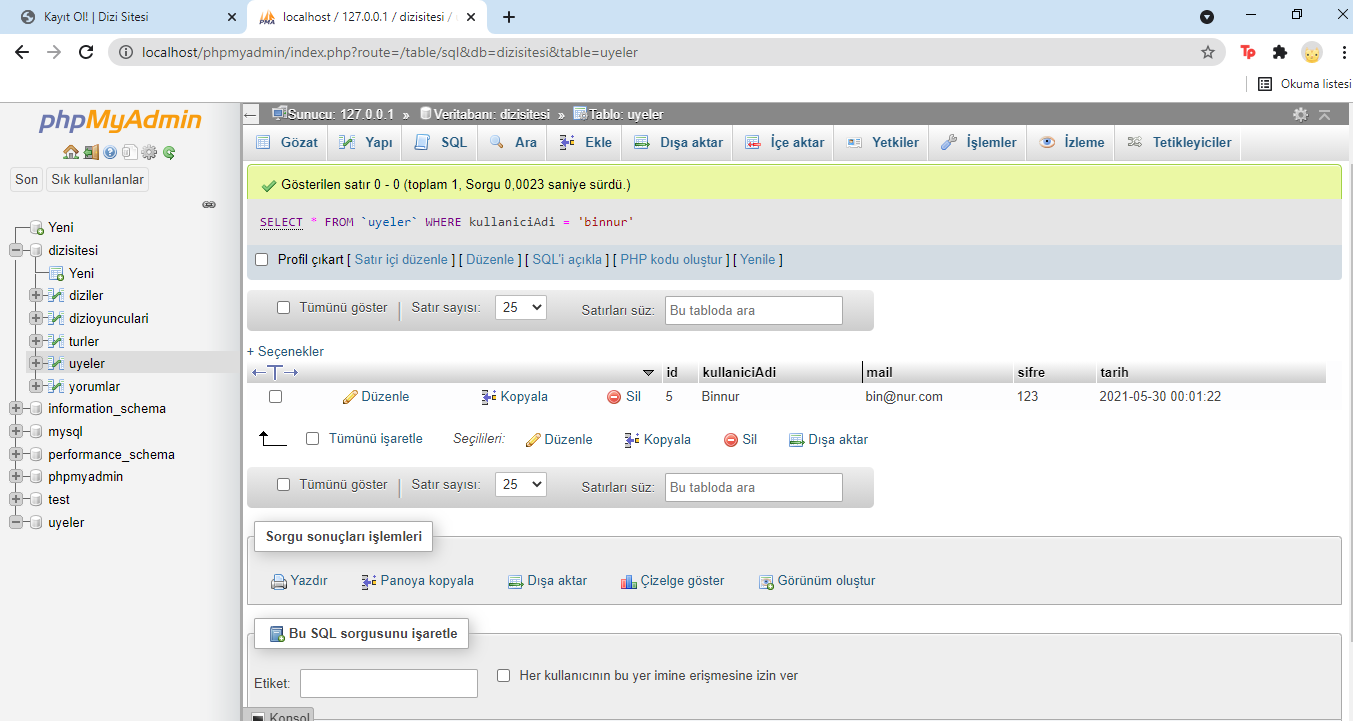 Kayıt Ol! | Dizi Sitesi
localhost / 127.0.0.1 / dizisitesi /
localhost/phpmyadmin/index.php?route=/table/sql&db=dizisitesi&table=uyeler
Okuma listesi
phpMyAdmin
Son
Sık kullanılanlar
Yeni
dizisitesi
Yeni
diziler
dizioyunculari
turler
uyeler
yorumlar
information_schema
mysql
performance_schema
phpmyadmin
test
uyeler
Sunucu: 127.0.0.1 » Veritabanı: dizisitesi » Tablo: uyeler
Gözat Yapı SQL Ara Ekle Dışa aktar İçe aktar Yetkiler İşlemler İzleme Tetikleyiciler
Gösterilen satır 0 - 0 (toplam 1, Sorgu 0,0023 saniye sürdü.)
SELECT * FROM `uyeler` WHERE kullaniciAdi = 'binnur'
Profil çıkart [ Satır içi düzenle ] [ Düzenle ] [ SQL'i açıkla ] [ PHP kodu oluştur ] [ Yenile ]
Tümünü göster | Satır sayısı: 25 Satırları süz: Bu tabloda ara
+ Seçenekler
←T→ id kullaniciAdi mail sifre tarih
Düzenle Kopyala Sil 5 Binnur bin@nur.com 123 2021-05-30 00:01:22
Tümünü işaretle Seçilileri: Düzenle Kopyala Sil Dışa aktar
Tümünü göster | Satır sayısı: 25 Satırları süz: Bu tabloda ara
Sorgu sonuçları işlemleri
Yazdır Panoya kopyala Dışa aktar Çizelge göster Görünüm oluştur
Bu SQL sorgusunu işaretle
Etiket: Her kullanıcının bu yer imine erişmesine izin ver
Konsol